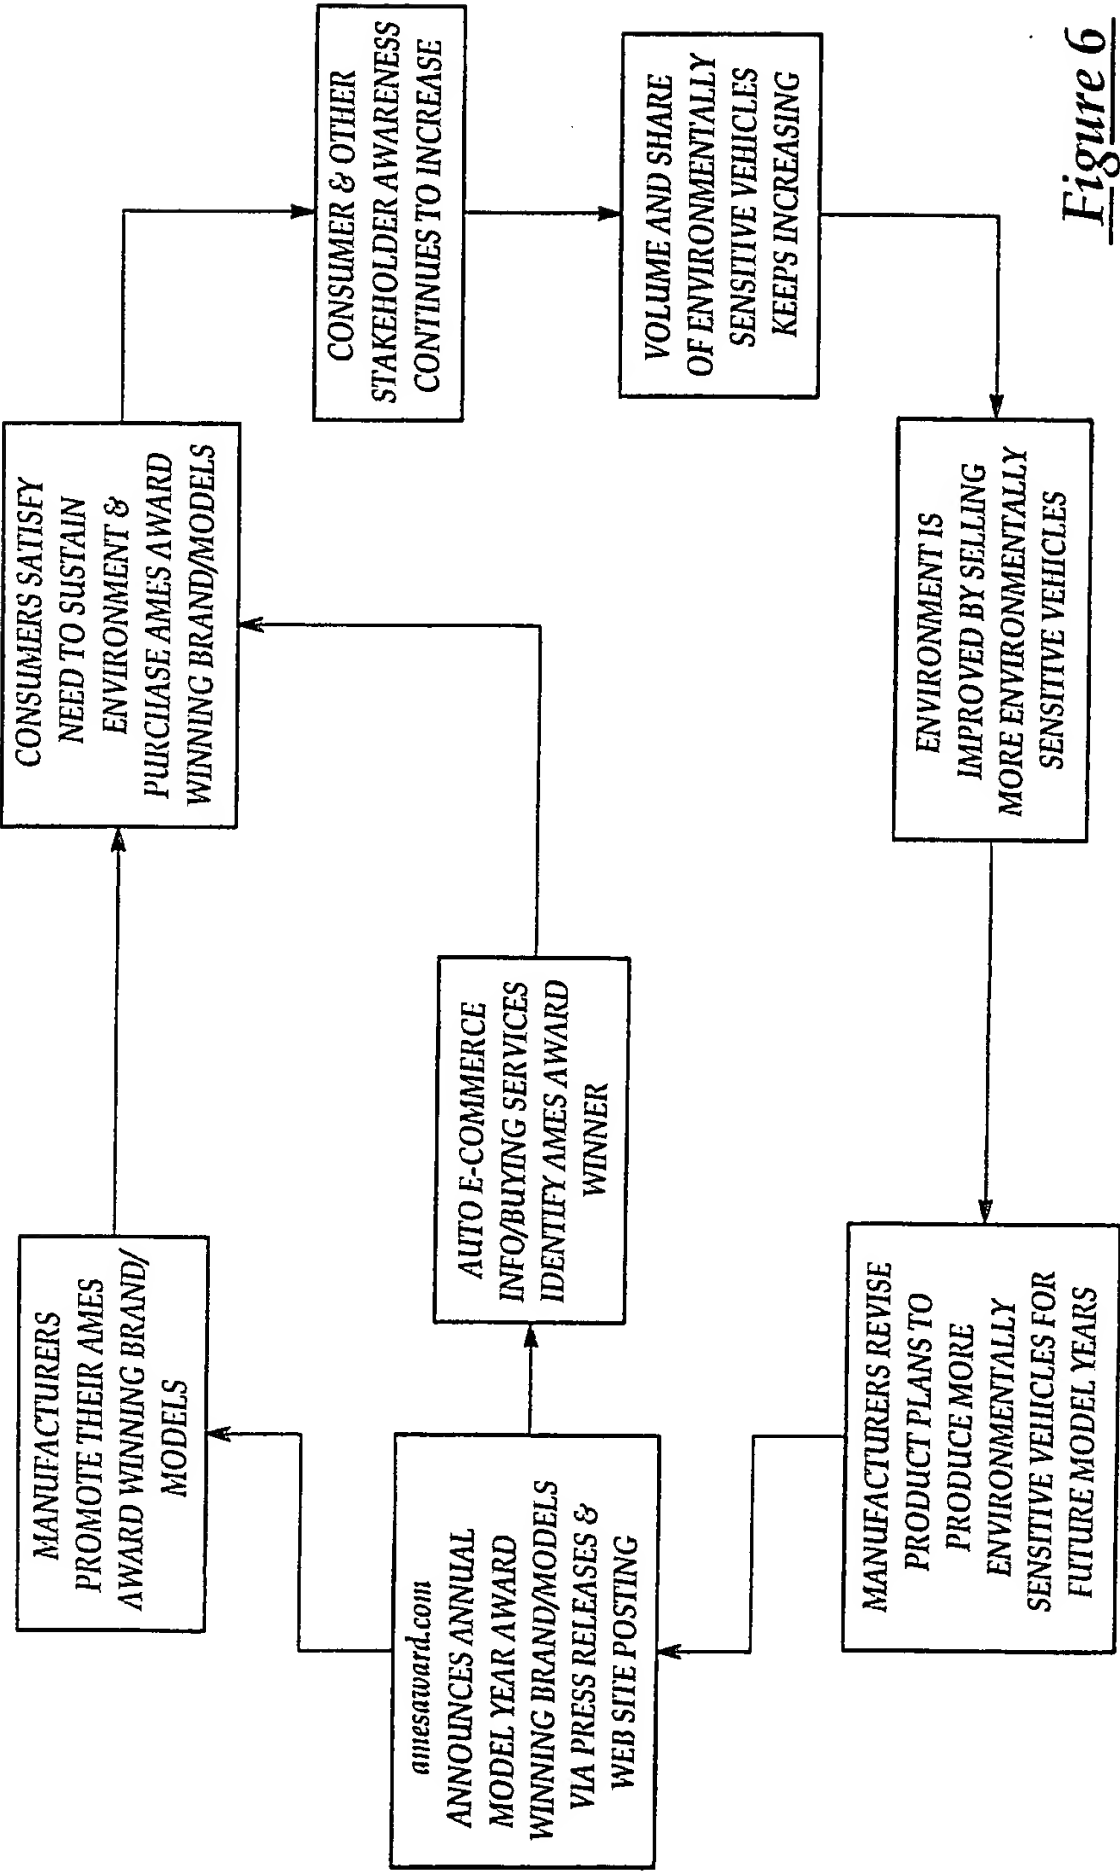 amesaward.com
ANNOUNCES ANNUAL
MODEL YEAR AWARD
WINNING BRAND/MODELS
VIA PRESS RELEASES &
WEB SITE POSTING
MANUFACTURERS
PROMOTE THEIR AMES
AWARD WINNING BRAND/
MODELS
AUTO E-COMMERCE
INFO/BUYING SERVICES
IDENTIFY AMES AWARD
WINNER
CONSUMERS SATISFY
NEED TO SUSTAIN
ENVIRONMENT &
PURCHASE AMES AWARD
WINNING BRAND/MODELS
CONSUMER & OTHER
STAKEHOLDER AWARENESS
CONTINUES TO INCREASE
VOLUME AND SHARE
OF ENVIRONMENTALLY
SENSITIVE VEHICLES
KEEPS INCREASING
ENVIRONMENT IS
IMPROVED BY SELLING
MORE ENVIRONMENTALLY
SENSITIVE VEHICLES
MANUFACTURERS REVISE
PRODUCT PLANS TO
PRODUCE MORE
ENVIRONMENTALLY
SENSITIVE VEHICLES FOR
FUTURE MODEL YEARS
Figure 6